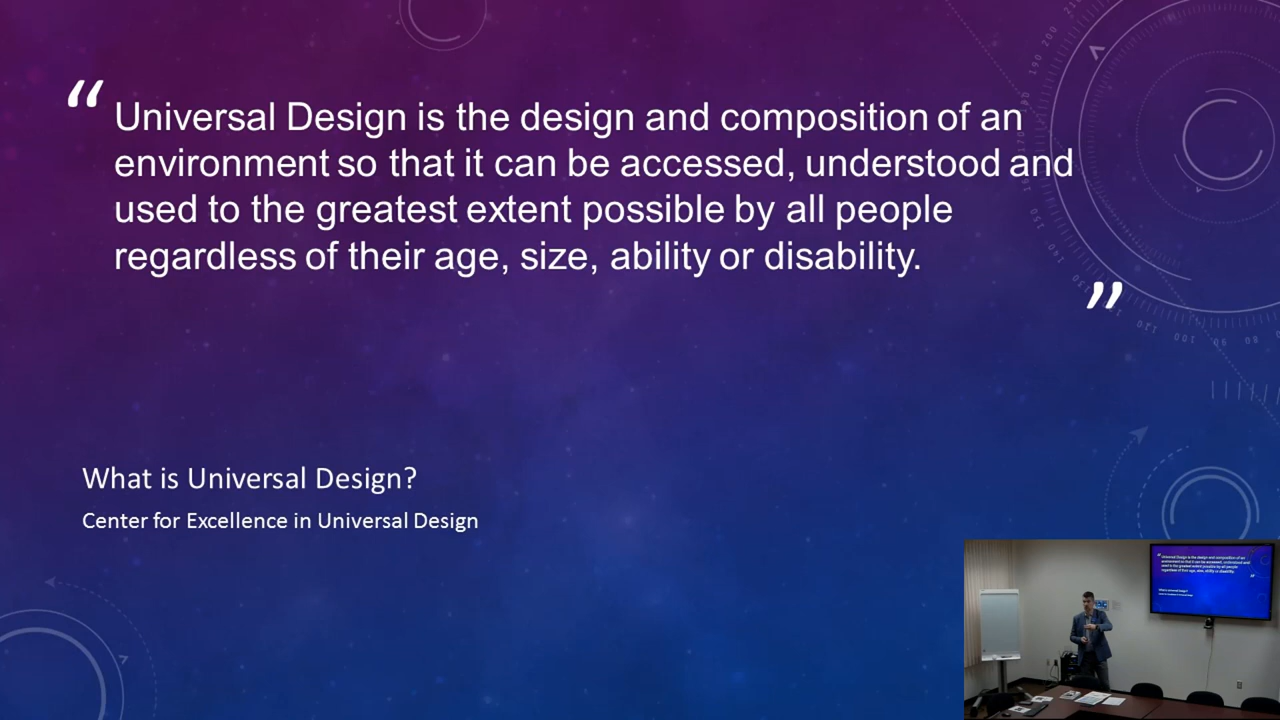 “ Universal Design is the design and composition of an
environment so that it can be accessed, understood and
used to the greatest extent possible by all people
regardless of their age, size, ability or disability. ”
What is Universal Design?
Center for Excellence in Universal Design